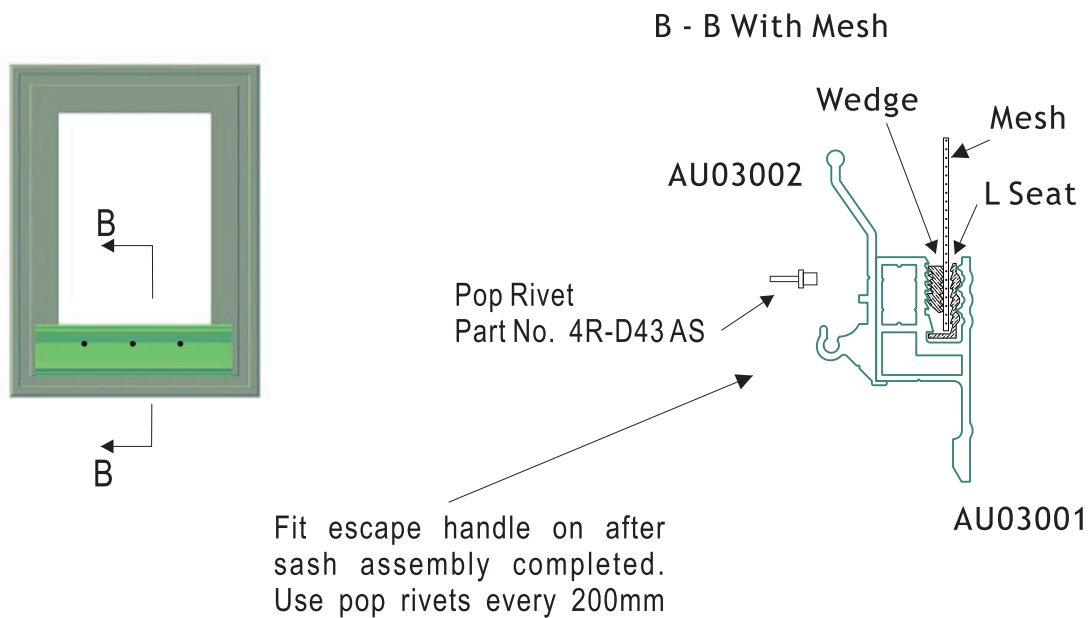 B - B With Mesh
Wedge
Mesh
AU03002
L Seat
B
Pop Rivet
Part No. 4R-D43 AS
B
AU03001
Fit escape handle on after
sash assembly completed.
Use pop rivets every 200mm